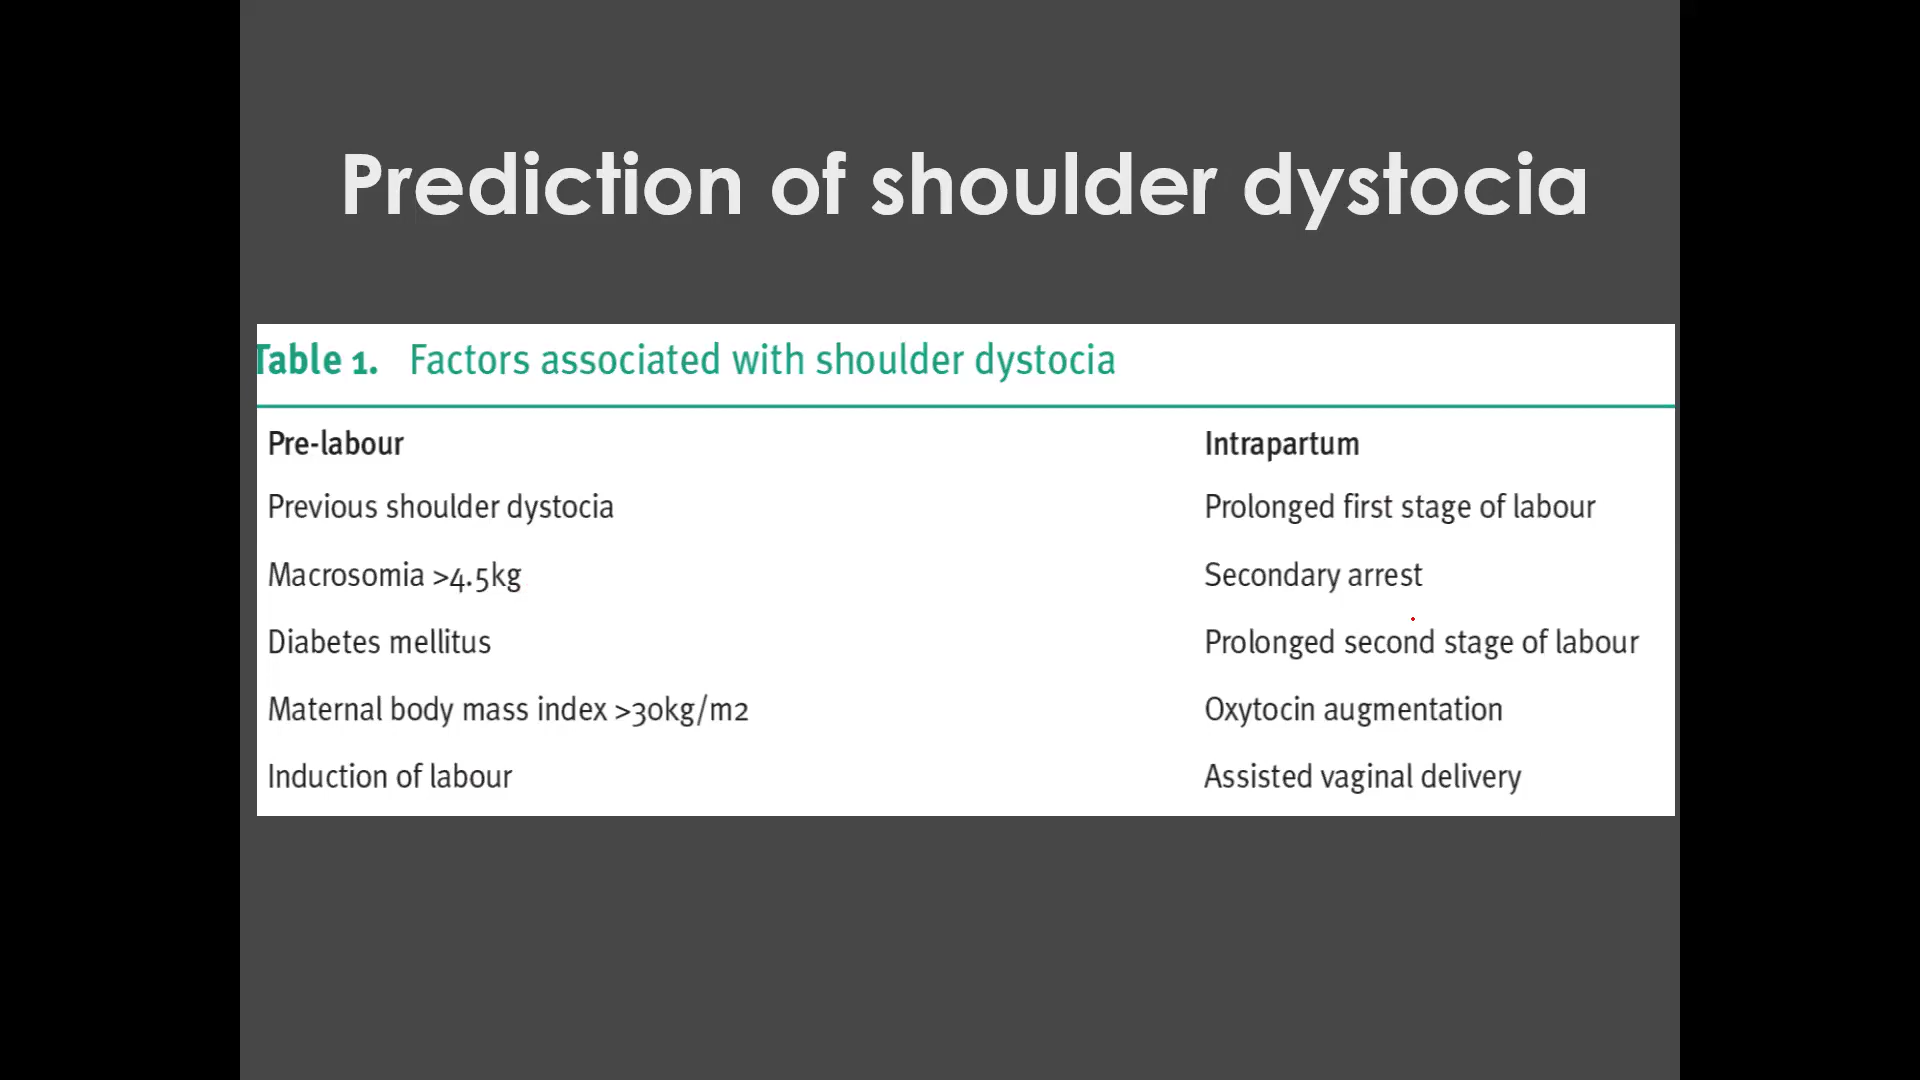 Prediction of shoulder dystocia
Table 1. Factors associated with shoulder dystocia
Pre-labour Intrapartum
Previous shoulder dystocia Prolonged first stage of labour
Macrosomia >4.5kg Secondary arrest
Diabetes mellitus Prolonged second stage of labour
Maternal body mass index >30kg/m2 Oxytocin augmentation
Induction of labour Assisted vaginal delivery